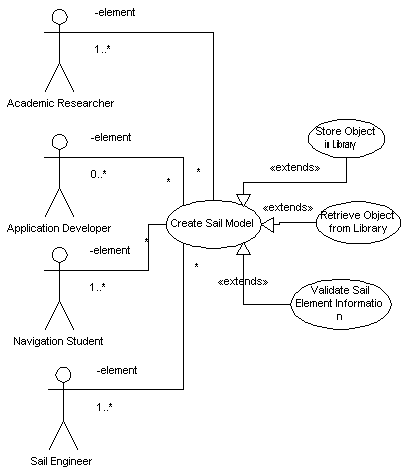 -element
1..*
*
Academic Researcher
-element
0..*
*
Application Developer
-element
1..*
*
Navigation Student
-element
1..*
*
Sail Engineer
Create Sail Model
Store Object
in Library
«extends»
Retrieve Object
from Library
«extends»
Validate Sail
Element Informatio
n
«extends»